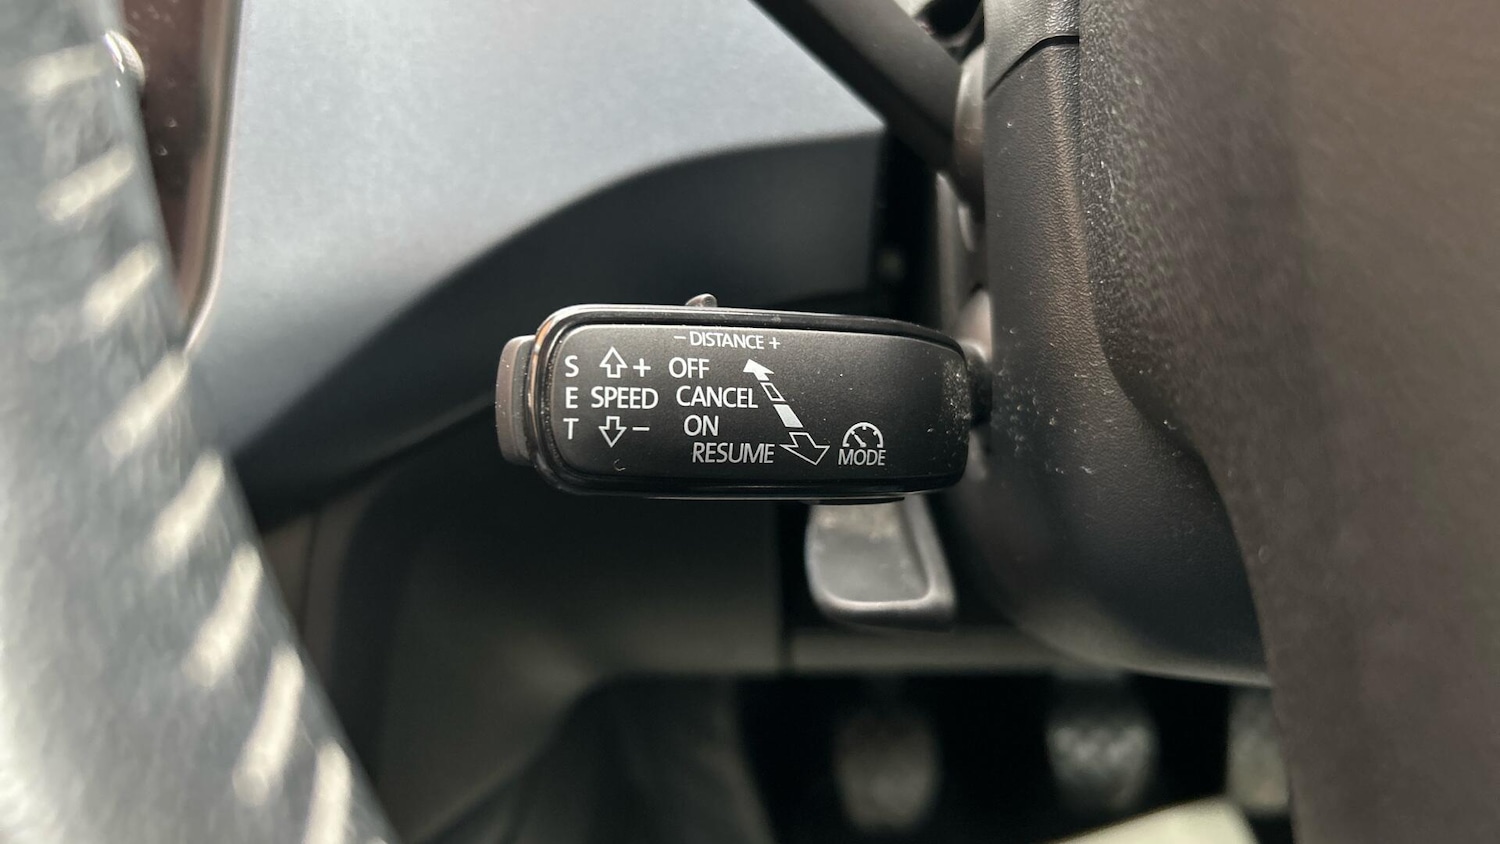 – DISTANCE +
S + OFF
E SPEED CANCEL
T – ON
RESUME MODE